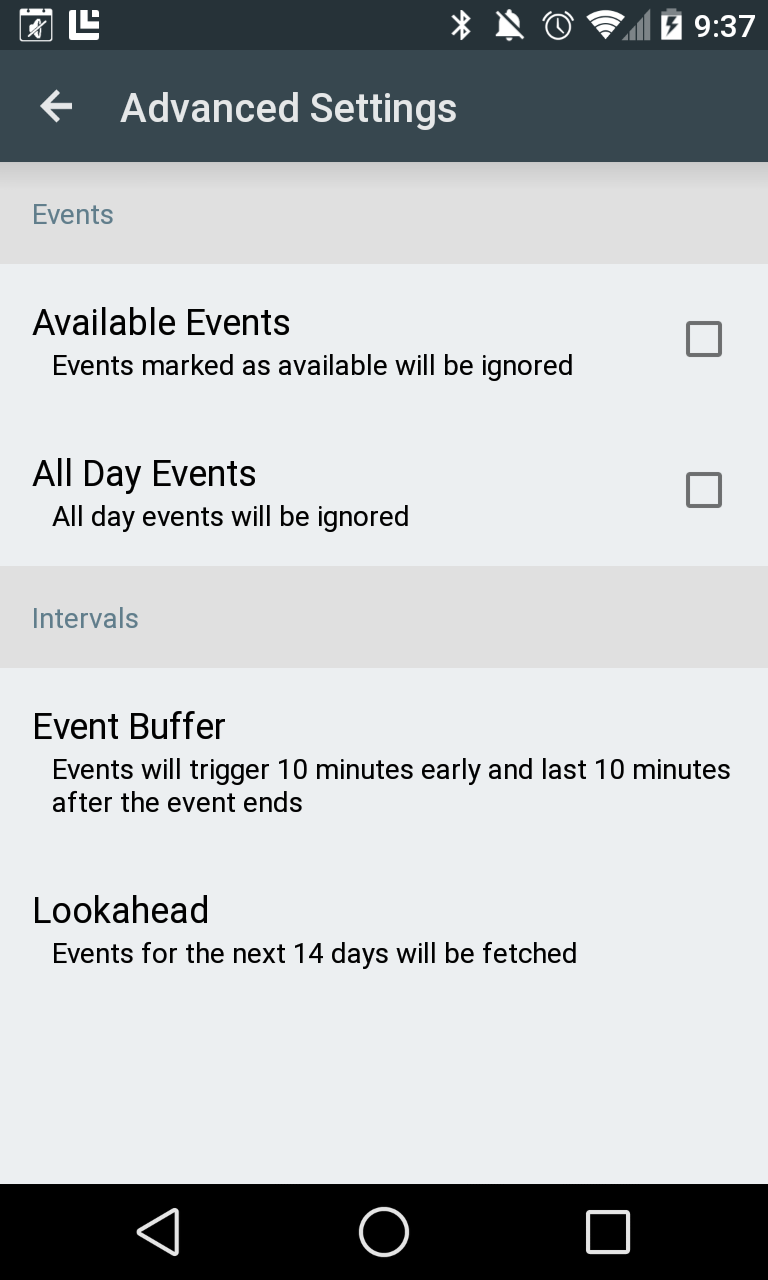 9:37
Advanced Settings
Events
Available Events
Events marked as available will be ignored
All Day Events
All day events will be ignored
Intervals
Event Buffer
Events will trigger 10 minutes early and last 10 minutes
after the event ends
Lookahead
Events for the next 14 days will be fetched